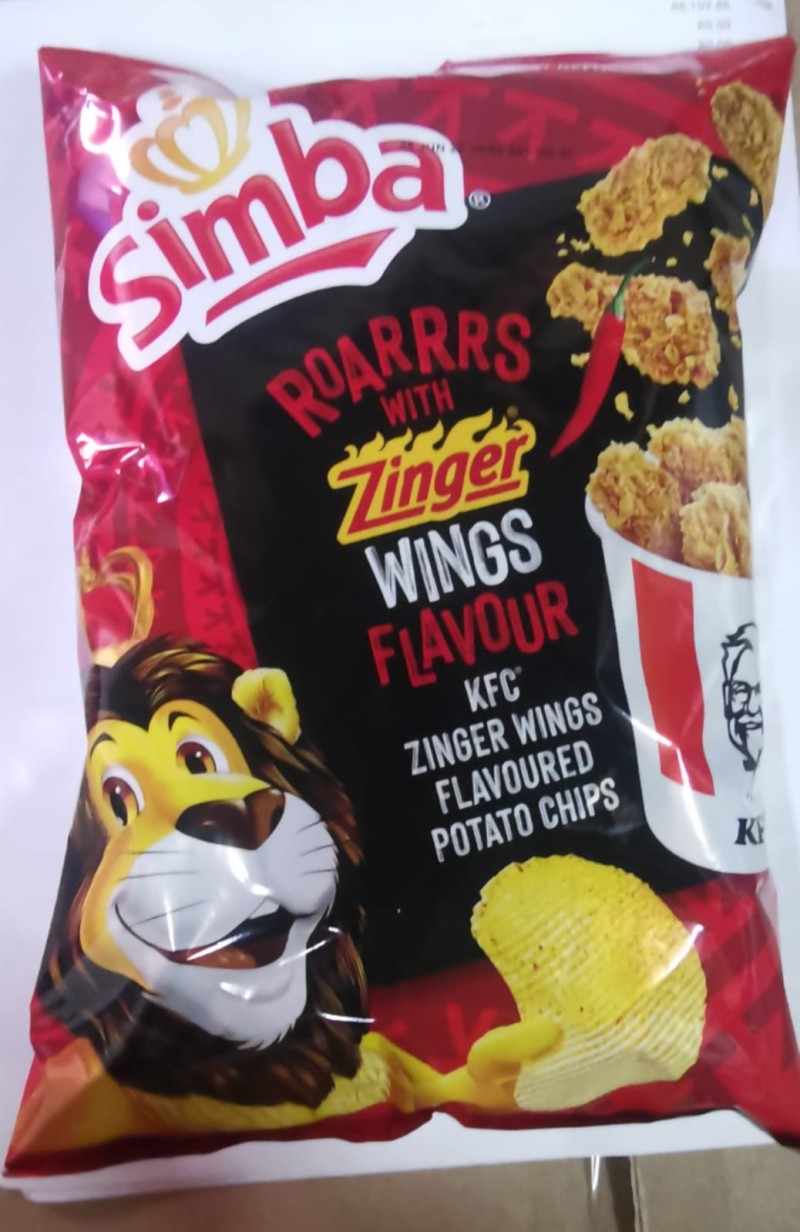 Simba®
ROARRRS
WITH
Zinger®
WINGS
FLAVOUR
KFC®
ZINGER WINGS
FLAVOURED
POTATO CHIPS